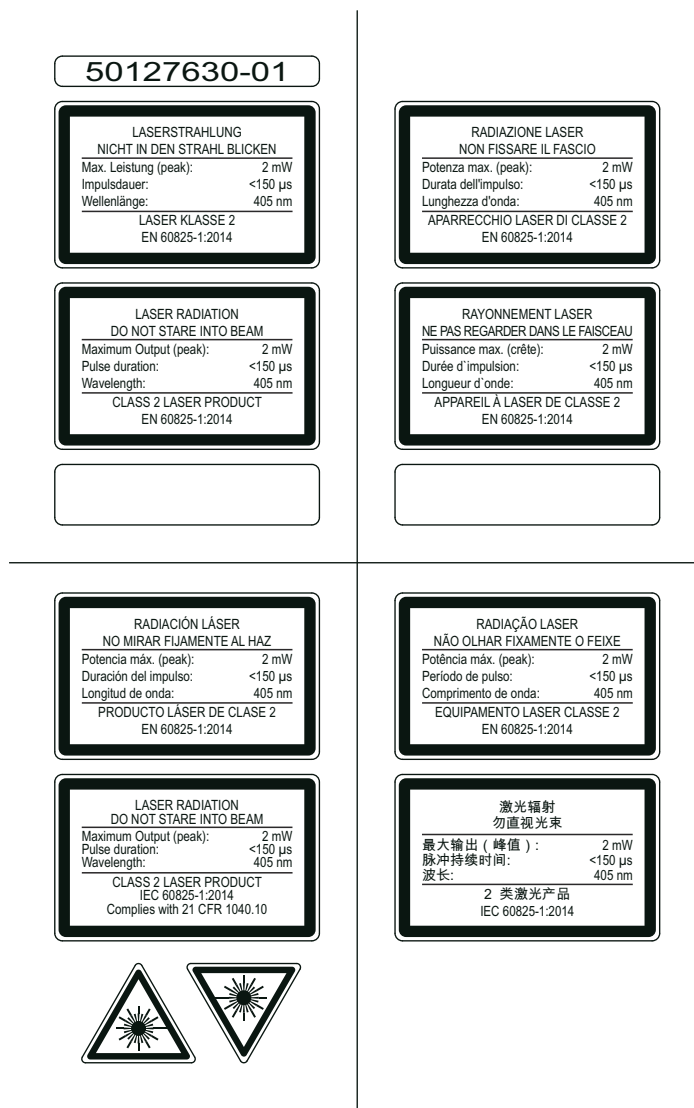 50127630-01
LASERSTRAHLUNG
NICHT IN DEN STRAHL BLICKEN
Max. Leistung (peak): 2 mW
Impulsdauer: <150 µs
Wellenlänge: 405 nm
LASER KLASSE 2
EN 60825-1:2014
LASER RADIATION
DO NOT STARE INTO BEAM
Maximum Output (peak): 2 mW
Pulse duration: <150 µs
Wavelength: 405 nm
CLASS 2 LASER PRODUCT
EN 60825-1:2014
RADIAZIONE LASER
NON FISSARE IL FASCIO
Potenza max. (peak): 2 mW
Durata dell'impulso: <150 µs
Lunghezza d'onda: 405 nm
APARRECCHIO LASER DI CLASSE 2
EN 60825-1:2014
RAYONNEMENT LASER
NE PAS REGARDER DANS LE FAISCEAU
Puissance max. (crête): 2 mW
Durée d`impulsion: <150 µs
Longueur d`onde: 405 nm
APPAREIL À LASER DE CLASSE 2
EN 60825-1:2014
RADIACIÓN LÁSER
NO MIRAR FIJAMENTE AL HAZ
Potencia máx. (peak): 2 mW
Duración del impulso: <150 µs
Longitud de onda: 405 nm
PRODUCTO LÁSER DE CLASE 2
EN 60825-1:2014
LASER RADIATION
DO NOT STARE INTO BEAM
Maximum Output (peak): 2 mW
Pulse duration: <150 µs
Wavelength: 405 nm
CLASS 2 LASER PRODUCT
IEC 60825-1:2014
Complies with 21 CFR 1040.10
RADIAÇÃO LASER
NÃO OLHAR FIXAMENTE O FEIXE
Potência máx. (peak): 2 mW
Período de pulso: <150 µs
Comprimento de onda: 405 nm
EQUIPAMENTO LASER CLASSE 2
EN 60825-1:2014
激光辐射
勿直视光束
最大输出（峰值）: 2 mW
脉冲持续时间: <150 µs
波长: 405 nm
2 类激光产品
IEC 60825-1:2014